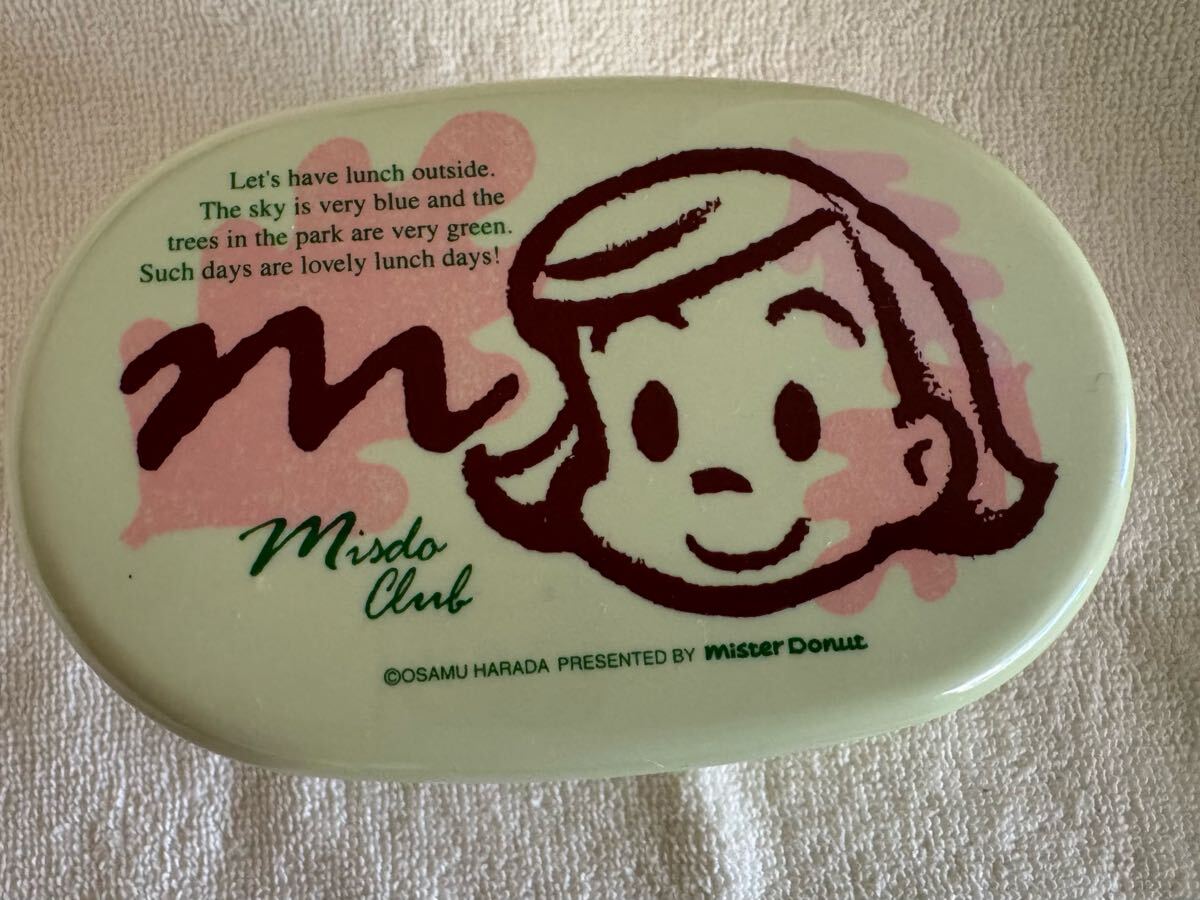 Let's have lunch outside.
The sky is very blue and the
trees in the park are very green.
Such days are lovely lunch days!
m
Misdo
Club
©OSAMU HARADA PRESENTED BY mister Donut